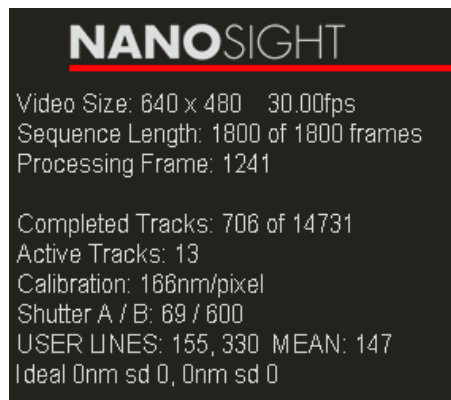 NANOSIGHT
Video Size: 640 x 480 30.00fps
Sequence Length: 1800 of 1800 frames
Processing Frame: 1241
Completed Tracks: 706 of 14731
Active Tracks: 13
Calibration: 166nm/pixel
Shutter A / B: 69 / 600
USER LINES: 155, 330 MEAN: 147
Ideal 0nm sd 0, 0nm sd 0